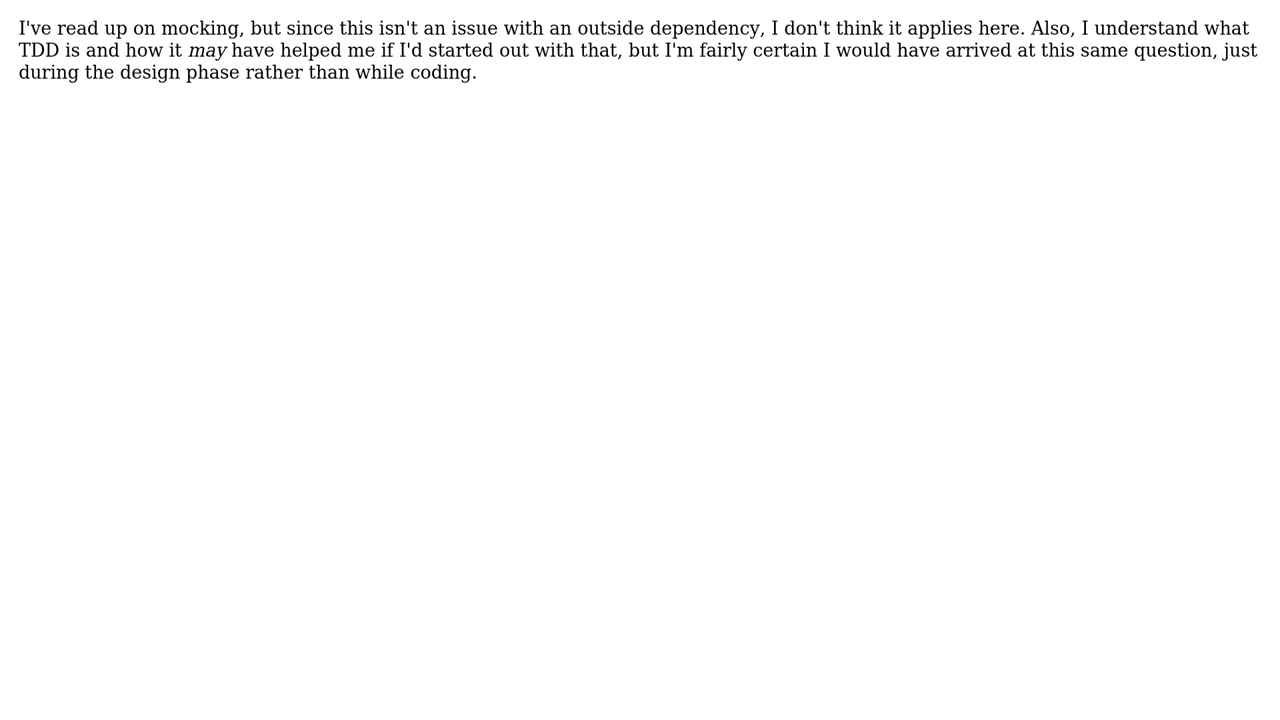 I've read up on mocking, but since this isn't an issue with an outside dependency, I don't think it applies here. Also, I understand what
TDD is and how it may have helped me if I'd started out with that, but I'm fairly certain I would have arrived at this same question, just
during the design phase rather than while coding.